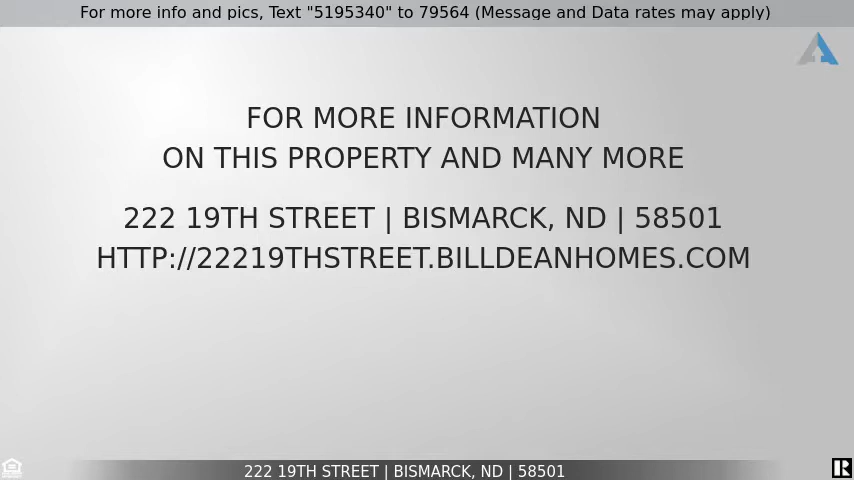 For more info and pics, Text "5195340" to 79564 (Message and Data rates may apply)
FOR MORE INFORMATION
ON THIS PROPERTY AND MANY MORE
222 19TH STREET | BISMARCK, ND | 58501
HTTP://22219THSTREET.BILLDEANHOMES.COM
222 19TH STREET | BISMARCK, ND | 58501